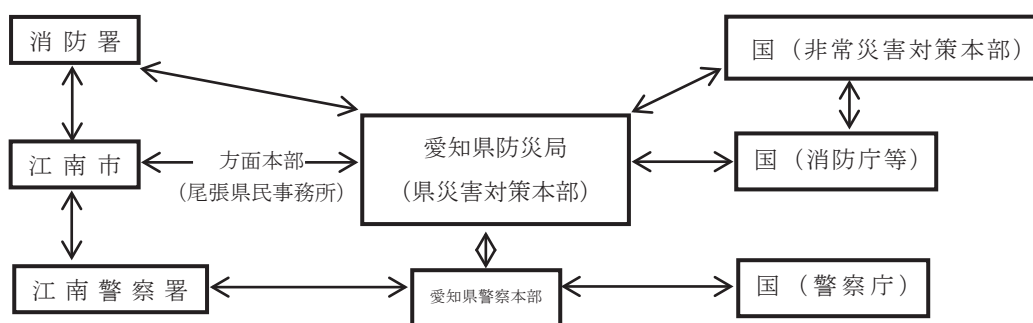 消防署
国（非常災害対策本部）
愛知県防災局
（県災害対策本部）
江南市
方面本部
（尾張県民事務所）
国（消防庁等）
江南警察署
愛知県警察本部
国（警察庁）